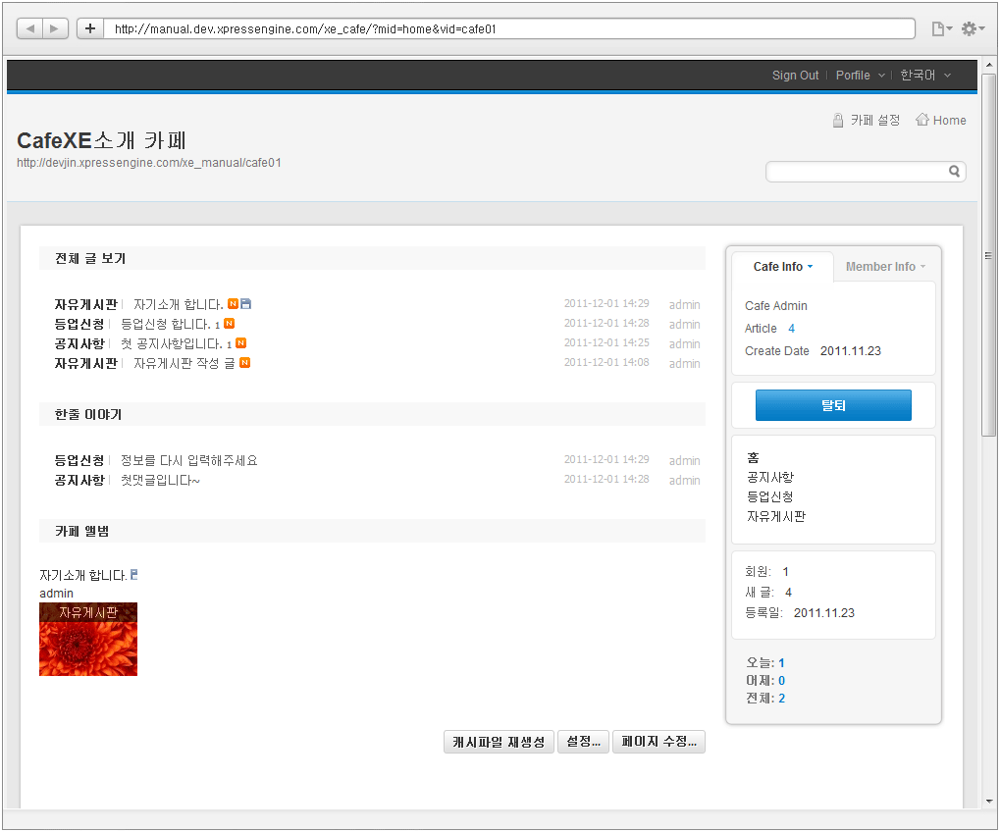 http://manual.dev.xpressengine.com/xe_cafe/?mid=home&vid=cafe01
Sign Out Porfile 한국어
카페 설정 Home
CafeXE소개 카페
http://devjin.xpressengine.com/xe_manual/cafe01
전체 글 보기
자유게시판 자기소개 합니다. N 2011-12-01 14:29 admin
등업신청 등업신청 합니다. 1 N 2011-12-01 14:28 admin
공지사항 첫 공지사항입니다. 1 N 2011-12-01 14:25 admin
자유게시판 자유게시판 작성 글 N 2011-12-01 14:08 admin
한줄 이야기
등업신청 정보를 다시 입력해주세요 2011-12-01 14:29 admin
공지사항 첫댓글입니다~ 2011-12-01 14:28 admin
카페 앨범
자기소개 합니다.
admin
자유게시판
캐시파일 재생성 설정... 페이지 수정...
Cafe Info Member Info
Cafe Admin
Article 4
Create Date 2011.11.23
탈퇴
홈
공지사항
등업신청
자유게시판
회원: 1
새 글: 4
등록일: 2011.11.23
오늘: 1
어제: 0
전체: 2